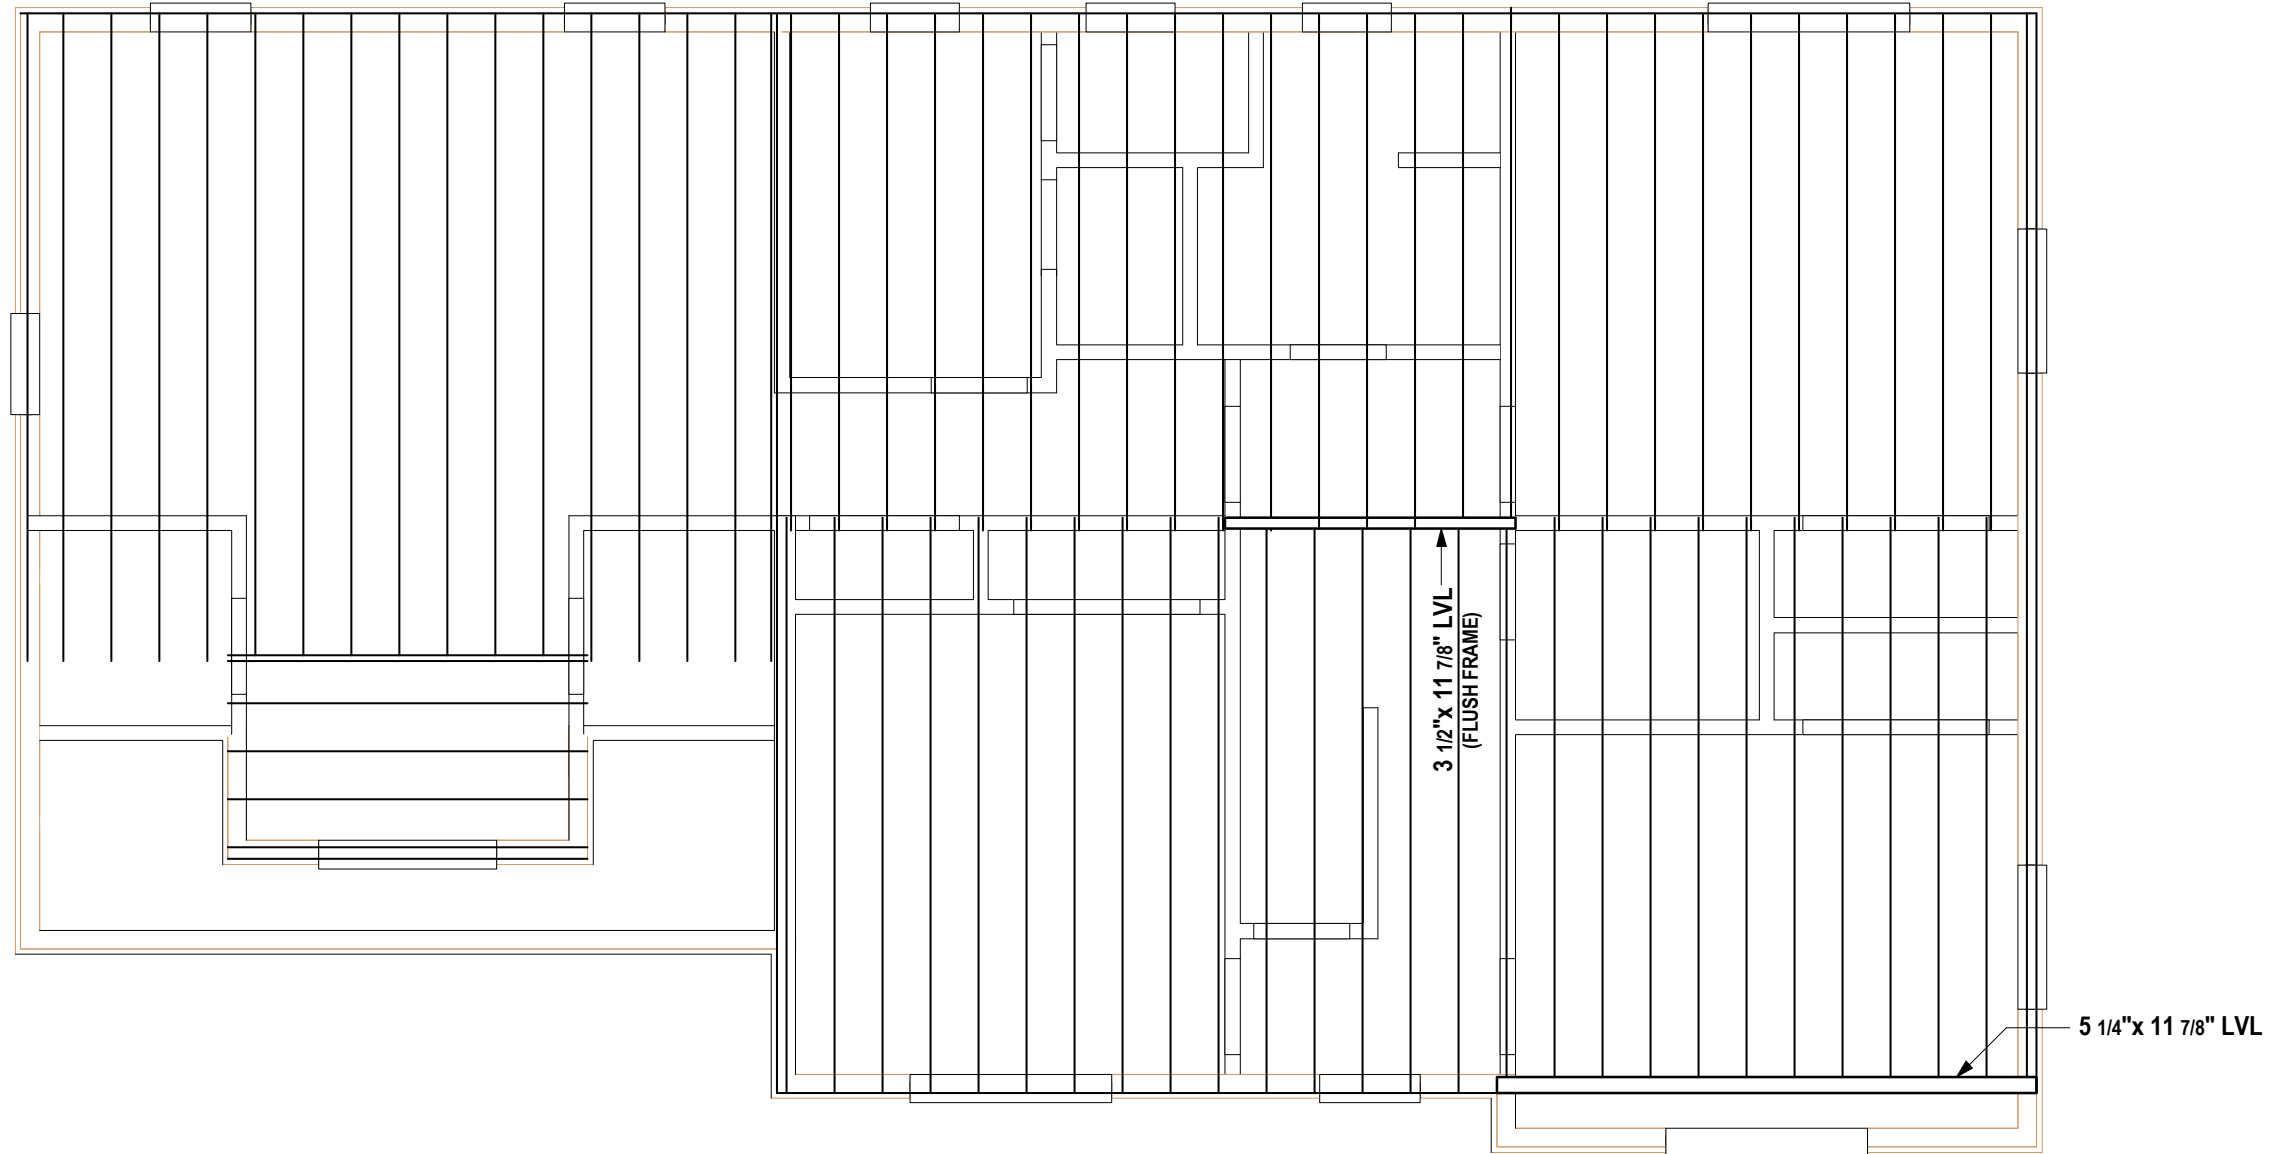 3 1/2"x 11 7/8" LVL
(FLUSH FRAME)
5 1/4"x 11 7/8" LVL